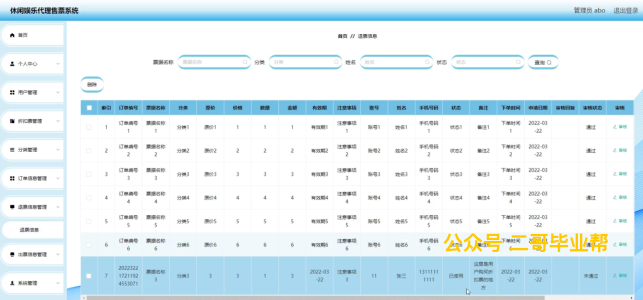 休闲娱乐代理售票系统
管理员 abo 退出登录
首页
个人中心
用户管理
折扣票管理
分类管理
订单信息管理
退票信息管理
退票信息
出票信息管理
系统管理
首页 // 退票信息
票据名称 票据名称 分类 分类 姓名 姓名 状态 状态 查询
删除
索引 订单编号 票据名称 分类 原价 价格 数量 金额 有效期 注意事项 账号 姓名 手机号码 状态 备注 下单时间 申请日期 审核回复 审核状态 审核
1 订单编号1 票据名称1 分类1 原价1 1 1 1 有效期1 注意事项1 账号1 姓名1 手机号码1 状态1 备注1 下单时间1 2022-03-22 通过 审核
2 订单编号2 票据名称2 分类2 原价2 2 2 2 有效期2 注意事项2 账号2 姓名2 手机号码2 状态2 备注2 下单时间2 2022-03-22 通过 审核
3 订单编号3 票据名称3 分类3 原价3 3 3 3 有效期3 注意事项3 账号3 姓名3 手机号码3 状态3 备注3 下单时间3 2022-03-22 通过 审核
4 订单编号4 票据名称4 分类4 原价4 4 4 4 有效期4 注意事项4 账号4 姓名4 手机号码4 状态4 备注4 下单时间4 2022-03-22 通过 审核
5 订单编号5 票据名称5 分类5 原价5 5 5 5 有效期5 注意事项5 账号5 姓名5 手机号码5 状态5 备注5 下单时间5 2022-03-22 通过 审核
6 订单编号6 票据名称6 分类6 原价6 6 6 6 有效期6 注意事项6 账号6 姓名6 手机号码6 状态6 备注6 下单时间6 2022-03-22 通过 审核
公众号:二哥毕业帮
7 票据名称3 分类3 3 3 1 3 2022-03-22 注意事项3 11 张三 13111111111 已使用 2022-03-22 2022-03-22 未通过 审核